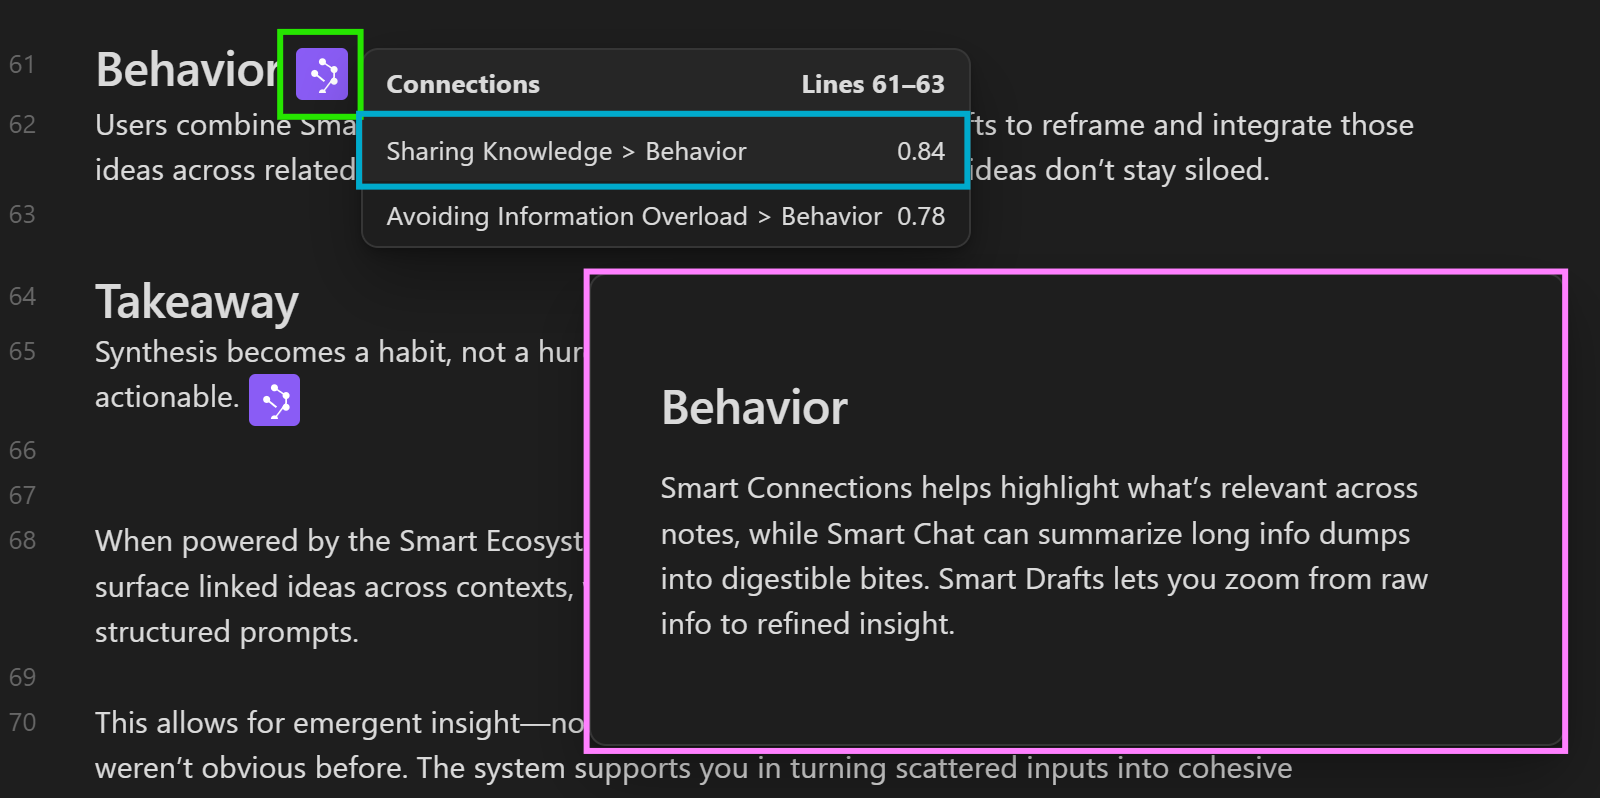 61
Behavior
Connections
Lines 61–63
62
Users combine Sma
fts to reframe and integrate those
Sharing Knowledge > Behavior 0.84
ideas across related
ideas don’t stay siloed.
63
Avoiding Information Overload > Behavior 0.78
64
Takeaway
65
Synthesis becomes a habit, not a hur
actionable.
66
67
68
When powered by the Smart Ecosyst
surface linked ideas across contexts,
structured prompts.
69
70
This allows for emergent insight—no
weren’t obvious before. The system supports you in turning scattered inputs into cohesive
Behavior
Smart Connections helps highlight what’s relevant across
notes, while Smart Chat can summarize long info dumps
into digestible bites. Smart Drafts lets you zoom from raw
info to refined insight.